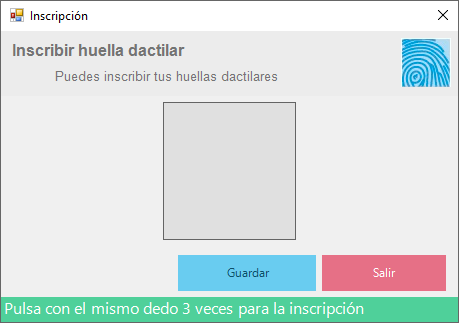 Inscripción
Inscribir huella dactilar
Puedes inscribir tus huellas dactilares
Guardar
Salir
Pulsa con el mismo dedo 3 veces para la inscripción